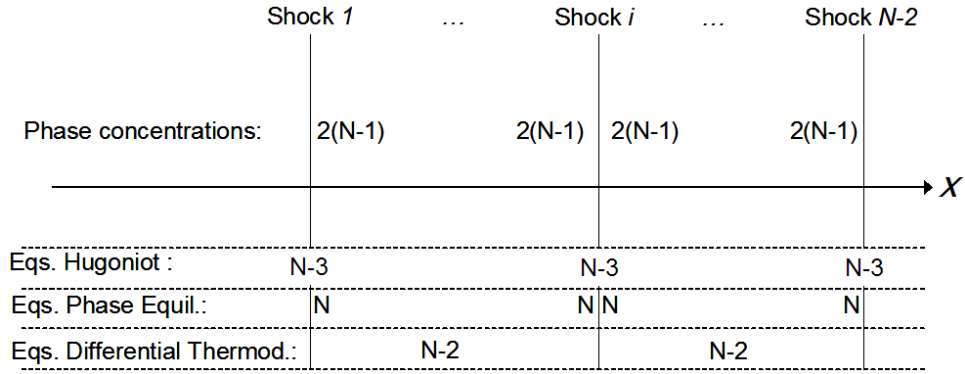 Shock 1 ... Shock i ... Shock N-2
Phase concentrations: 2(N-1) 2(N-1) 2(N-1) 2(N-1)
X
Eqs. Hugoniot : N-3 N-3 N-3
Eqs. Phase Equil.: N N N N
Eqs. Differential Thermod.: N-2 N-2